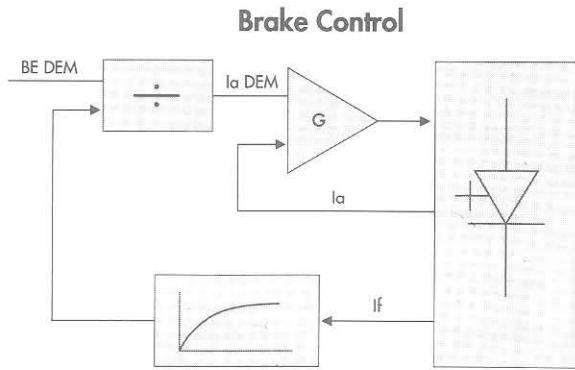 Brake Control
BE DEM
÷
Ia DEM
G
Ia
If